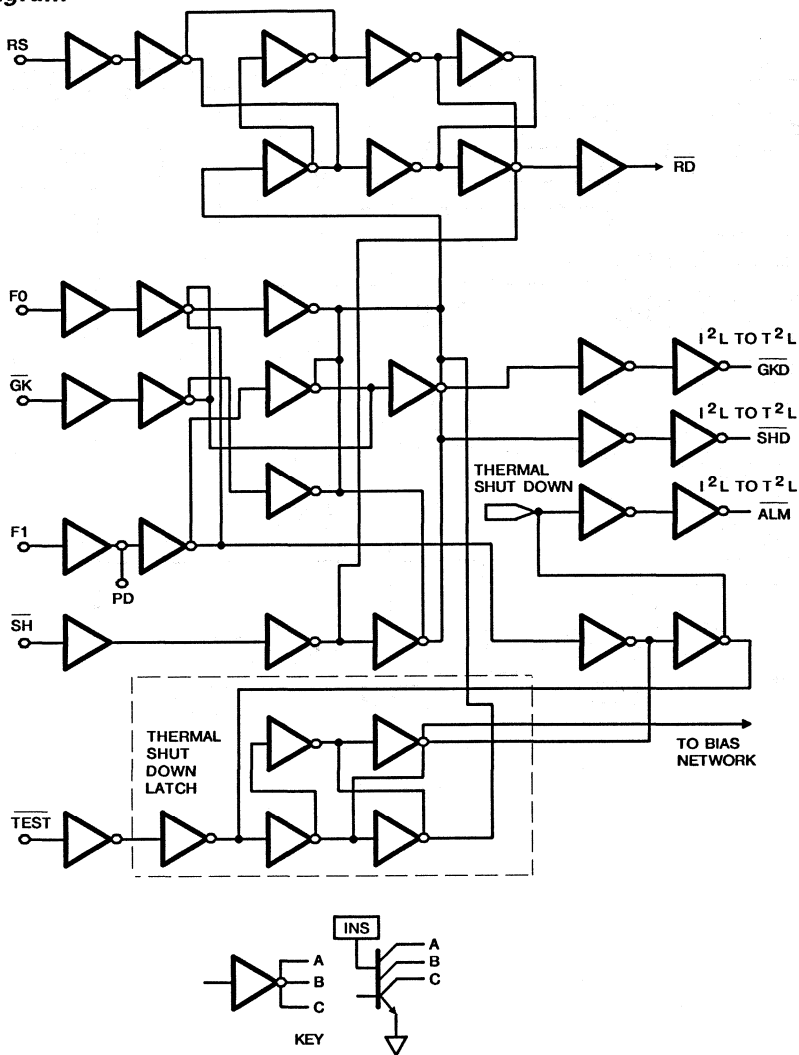 RS
RD
F0
I²L TO T²L
GK
GKD
I²L TO T²L
SHD
THERMAL
SHUT DOWN
I²L TO T²L
ALM
F1
PD
SH
THERMAL
SHUT
DOWN
LATCH
TO BIAS
NETWORK
TEST
INS
A
B
C
A
B
C
KEY